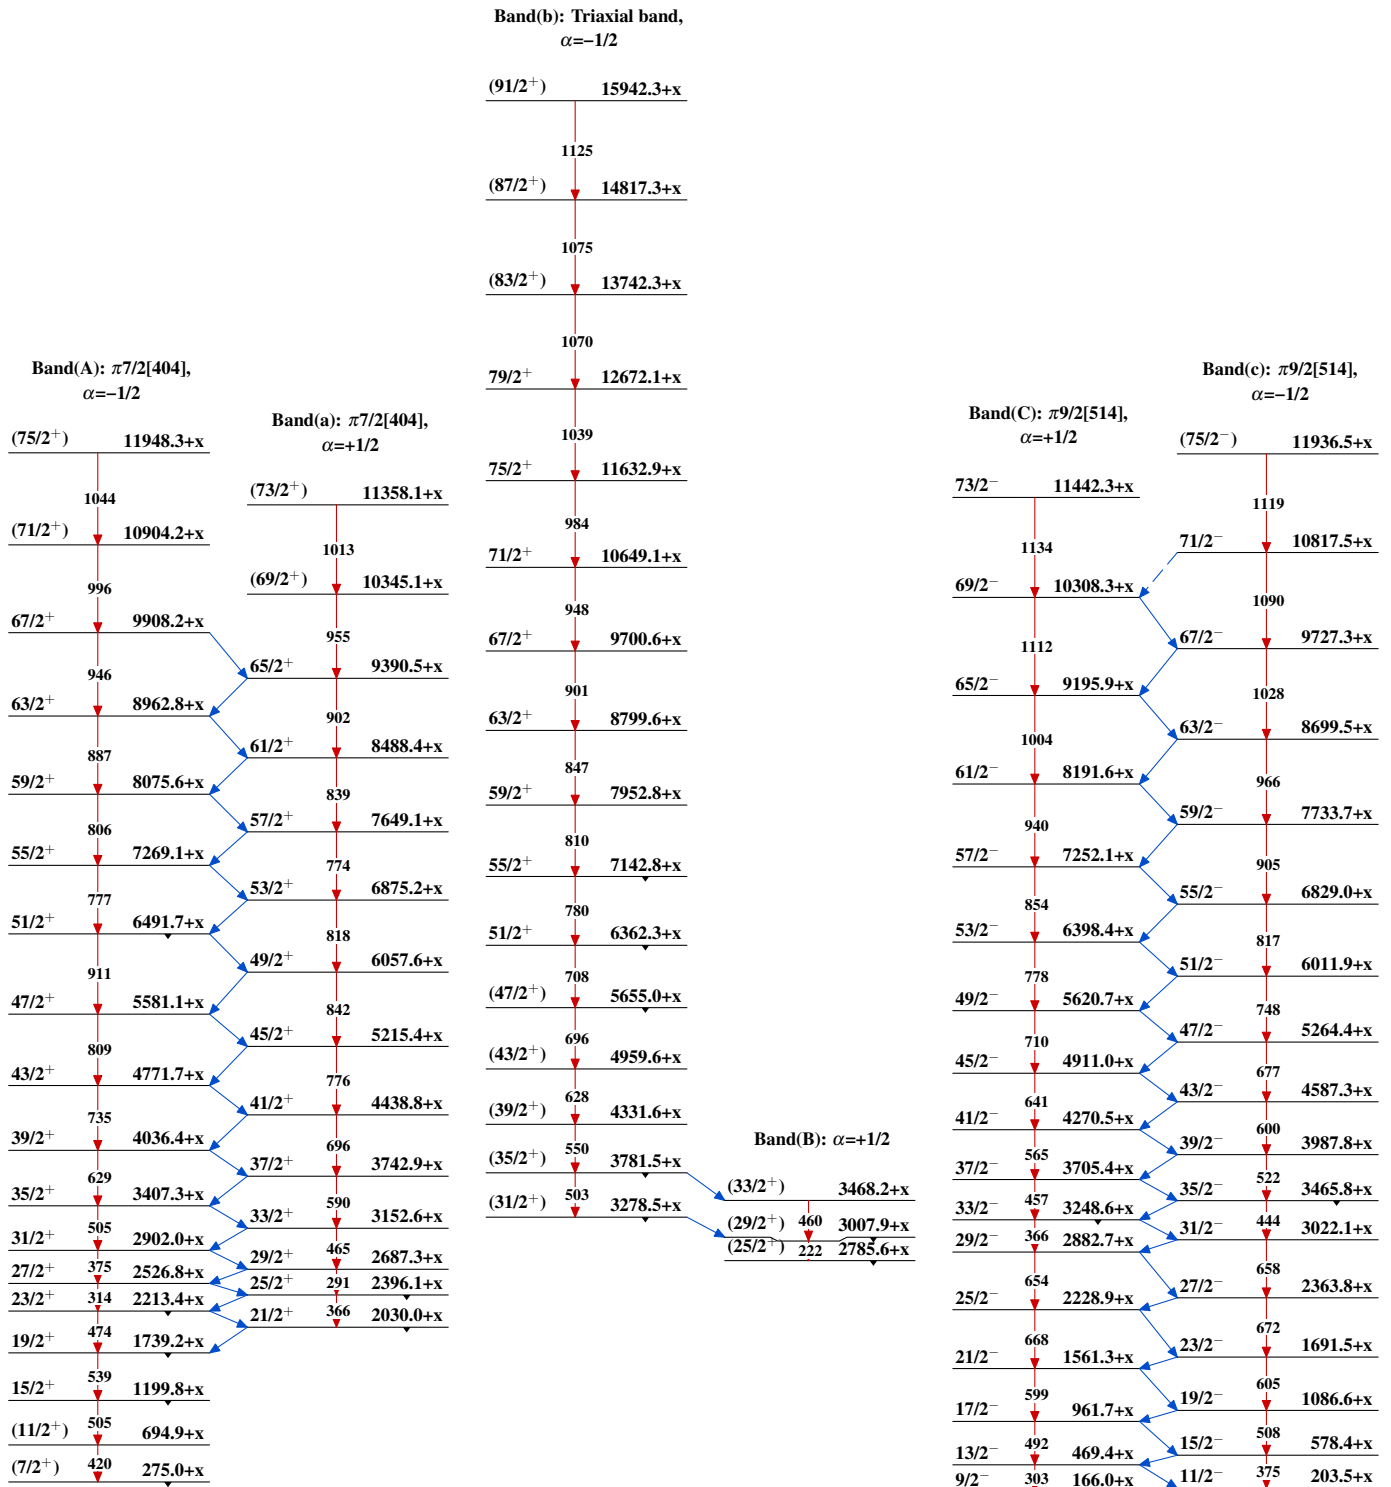 Band(b): Triaxial band,
α=−1/2
(91/2⁺) 15942.3+x
1125
(87/2⁺) 14817.3+x
1075
(83/2⁺) 13742.3+x
1070
79/2⁺ 12672.1+x
1039
75/2⁺ 11632.9+x
984
71/2⁺ 10649.1+x
948
67/2⁺ 9700.6+x
901
63/2⁺ 8799.6+x
847
59/2⁺ 7952.8+x
810
55/2⁺ 7142.8+x
780
51/2⁺ 6362.3+x
708
(47/2⁺) 5655.0+x
696
(43/2⁺) 4959.6+x
628
(39/2⁺) 4331.6+x
550
(35/2⁺) 3781.5+x
503
(31/2⁺) 3278.5+x
Band(A): π7/2[404],
α=−1/2
(75/2⁺) 11948.3+x
1044
(71/2⁺) 10904.2+x
996
67/2⁺ 9908.2+x
946
63/2⁺ 8962.8+x
887
59/2⁺ 8075.6+x
806
55/2⁺ 7269.1+x
777
51/2⁺ 6491.7+x
911
47/2⁺ 5581.1+x
809
43/2⁺ 4771.7+x
735
39/2⁺ 4036.4+x
629
35/2⁺ 3407.3+x
505
31/2⁺ 2902.0+x
375
27/2⁺ 2526.8+x
314
23/2⁺ 2213.4+x
474
19/2⁺ 1739.2+x
539
15/2⁺ 1199.8+x
505
(11/2⁺) 694.9+x
420
(7/2⁺) 275.0+x
Band(a): π7/2[404],
α=+1/2
(73/2⁺) 11358.1+x
1013
(69/2⁺) 10345.1+x
955
65/2⁺ 9390.5+x
902
61/2⁺ 8488.4+x
839
57/2⁺ 7649.1+x
774
53/2⁺ 6875.2+x
818
49/2⁺ 6057.6+x
842
45/2⁺ 5215.4+x
776
41/2⁺ 4438.8+x
696
37/2⁺ 3742.9+x
590
33/2⁺ 3152.6+x
465
29/2⁺ 2687.3+x
291
25/2⁺ 2396.1+x
366
21/2⁺ 2030.0+x
Band(B): α=+1/2
(33/2⁺) 3468.2+x
460
(29/2⁺) 3007.9+x
222
(25/2⁺) 2785.6+x
Band(C): π9/2[514],
α=+1/2
73/2⁻ 11442.3+x
1134
69/2⁻ 10308.3+x
1112
65/2⁻ 9195.9+x
1004
61/2⁻ 8191.6+x
940
57/2⁻ 7252.1+x
854
53/2⁻ 6398.4+x
778
49/2⁻ 5620.7+x
710
45/2⁻ 4911.0+x
641
41/2⁻ 4270.5+x
565
37/2⁻ 3705.4+x
457
33/2⁻ 3248.6+x
366
29/2⁻ 2882.7+x
654
25/2⁻ 2228.9+x
668
21/2⁻ 1561.3+x
599
17/2⁻ 961.7+x
492
13/2⁻ 469.4+x
303
9/2⁻ 166.0+x
Band(c): π9/2[514],
α=−1/2
(75/2⁻) 11936.5+x
1119
71/2⁻ 10817.5+x
1090
67/2⁻ 9727.3+x
1028
63/2⁻ 8699.5+x
966
59/2⁻ 7733.7+x
905
55/2⁻ 6829.0+x
817
51/2⁻ 6011.9+x
748
47/2⁻ 5264.4+x
677
43/2⁻ 4587.3+x
600
39/2⁻ 3987.8+x
522
35/2⁻ 3465.8+x
444
31/2⁻ 3022.1+x
658
27/2⁻ 2363.8+x
672
23/2⁻ 1691.5+x
605
19/2⁻ 1086.6+x
508
15/2⁻ 578.4+x
375
11/2⁻ 203.5+x